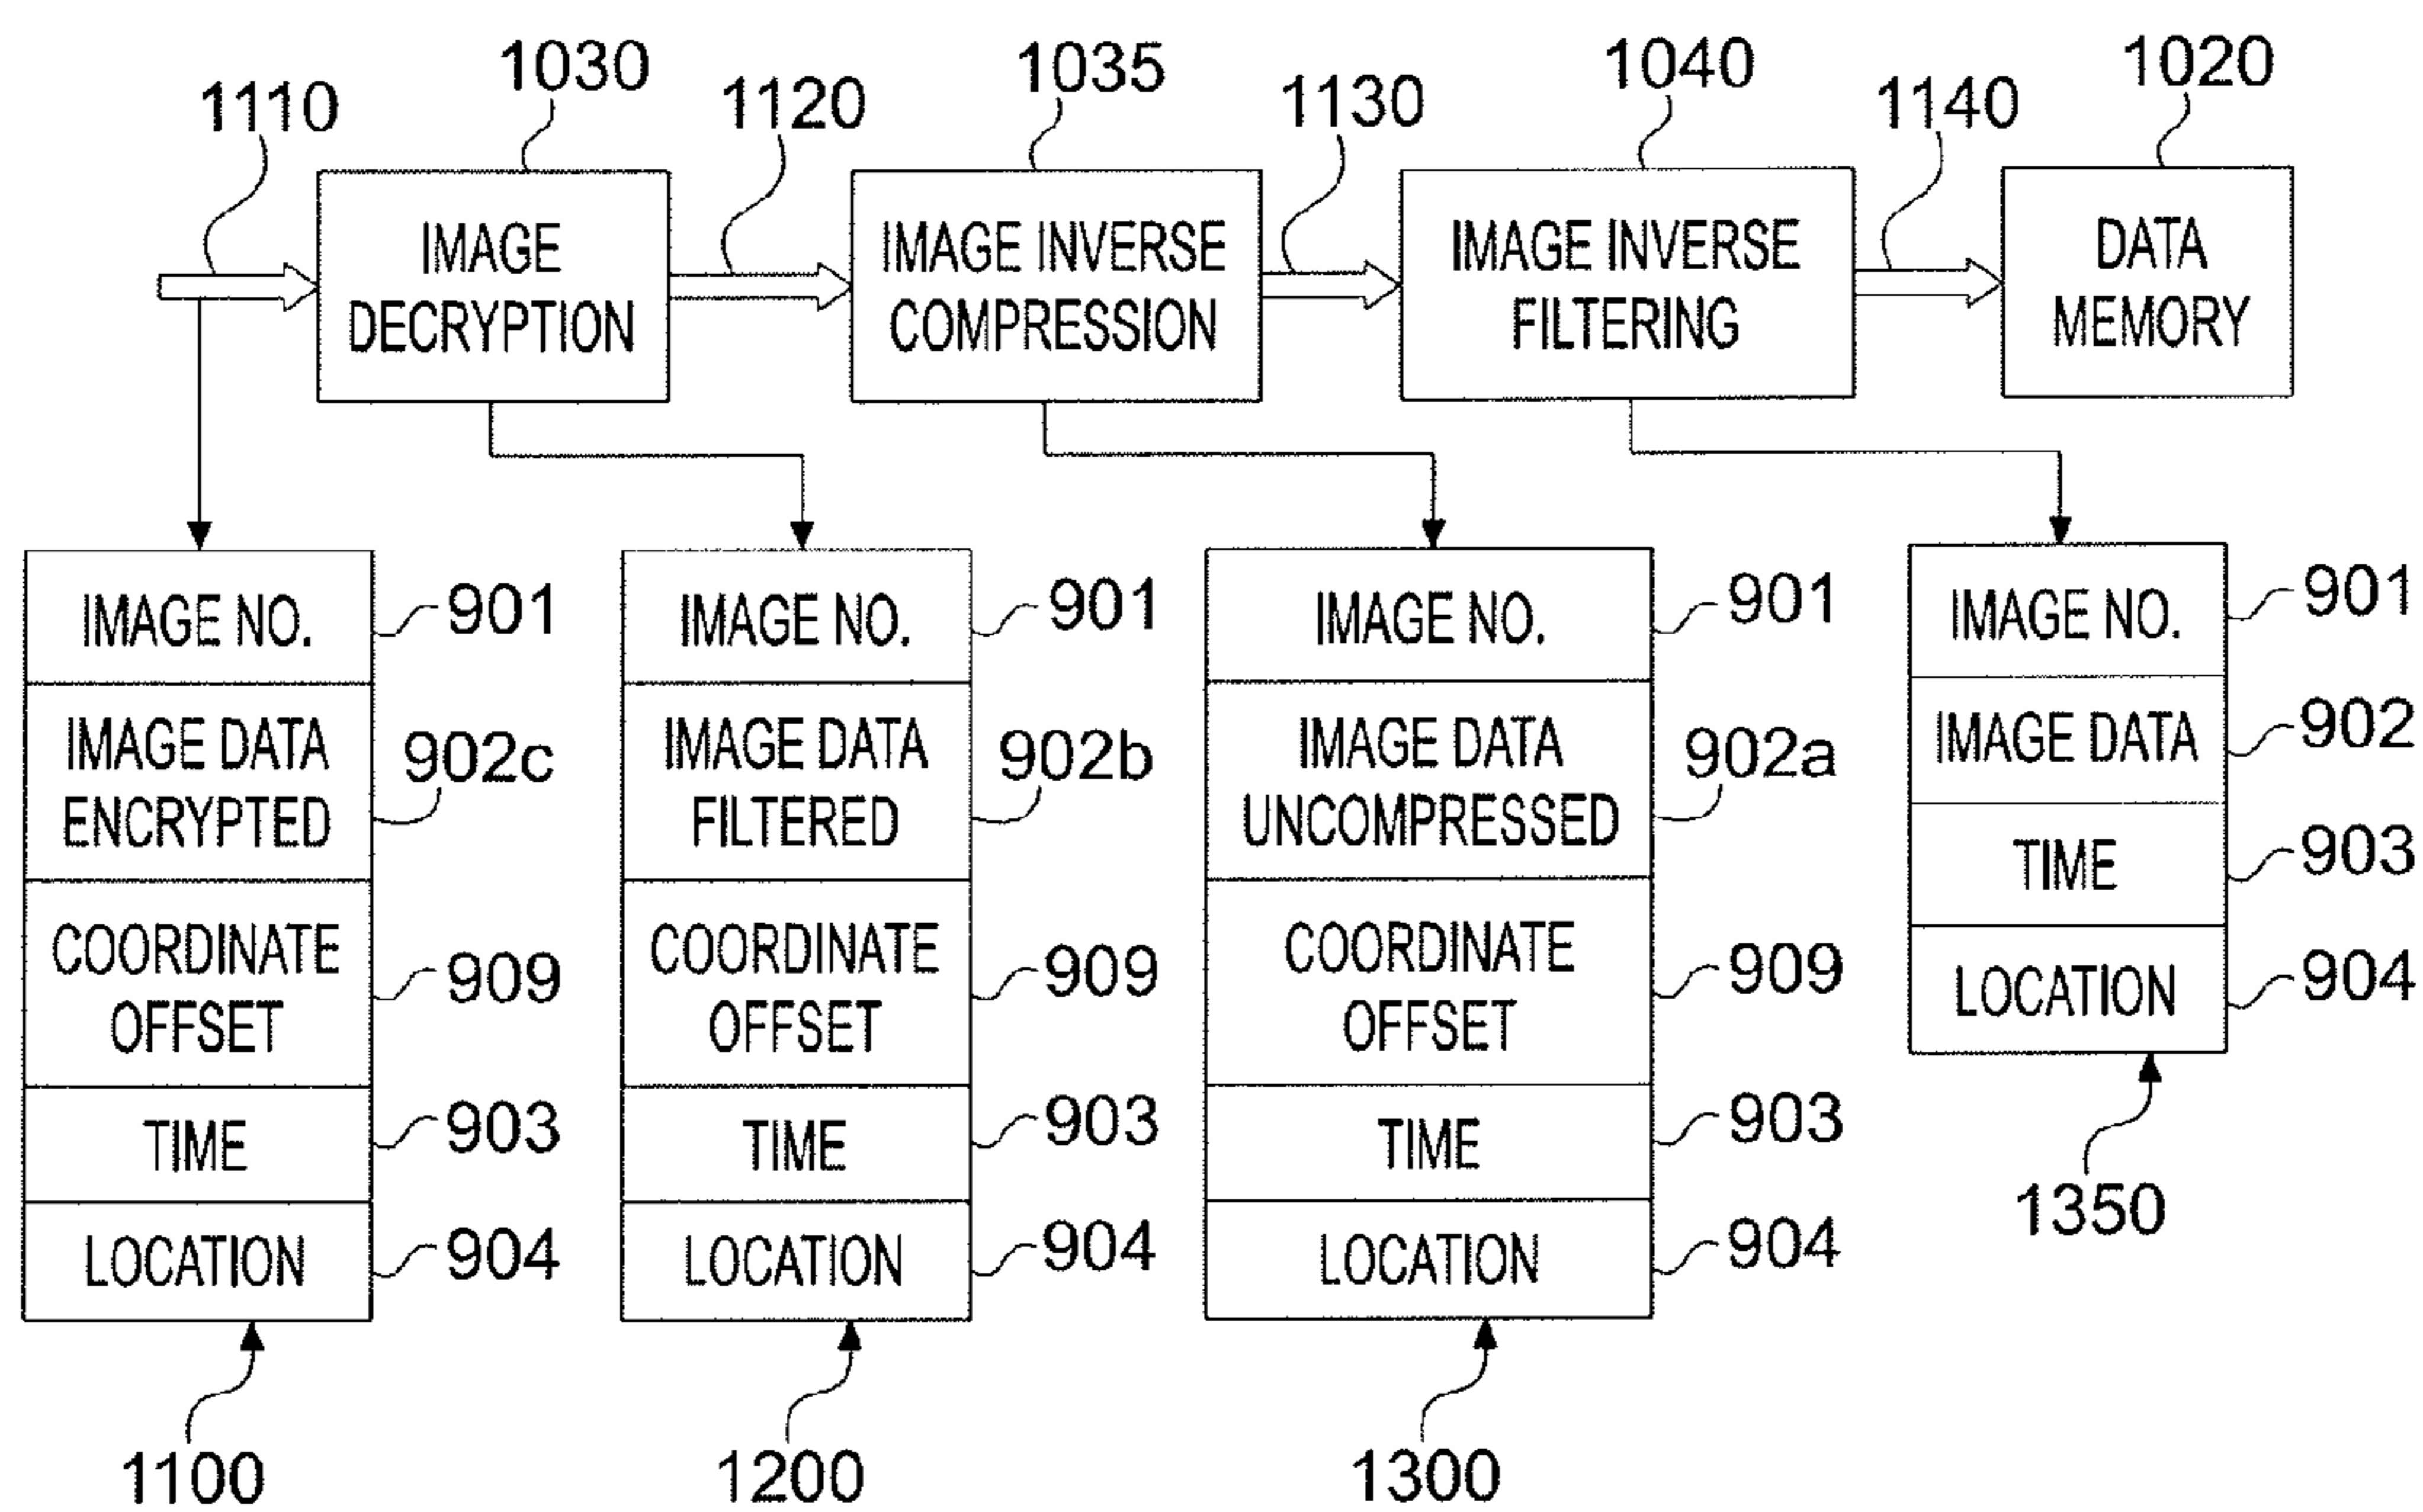 1110
1030
1120
1035
1130
1040
1140
1020
IMAGE
DECRYPTION
IMAGE INVERSE
COMPRESSION
IMAGE INVERSE
FILTERING
DATA
MEMORY
IMAGE NO.
901
IMAGE DATA
ENCRYPTED
902c
COORDINATE
OFFSET
909
TIME
903
LOCATION
904
1100
IMAGE NO.
901
IMAGE DATA
FILTERED
902b
COORDINATE
OFFSET
909
TIME
903
LOCATION
904
1200
IMAGE NO.
901
IMAGE DATA
UNCOMPRESSED
902a
COORDINATE
OFFSET
909
TIME
903
LOCATION
904
1300
IMAGE NO.
901
IMAGE DATA
902
TIME
903
LOCATION
904
1350